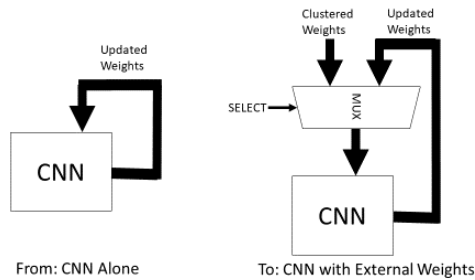 Updated
Weights
CNN
From: CNN Alone
Clustered
Weights
Updated
Weights
SELECT
MUX
CNN
To: CNN with External Weights